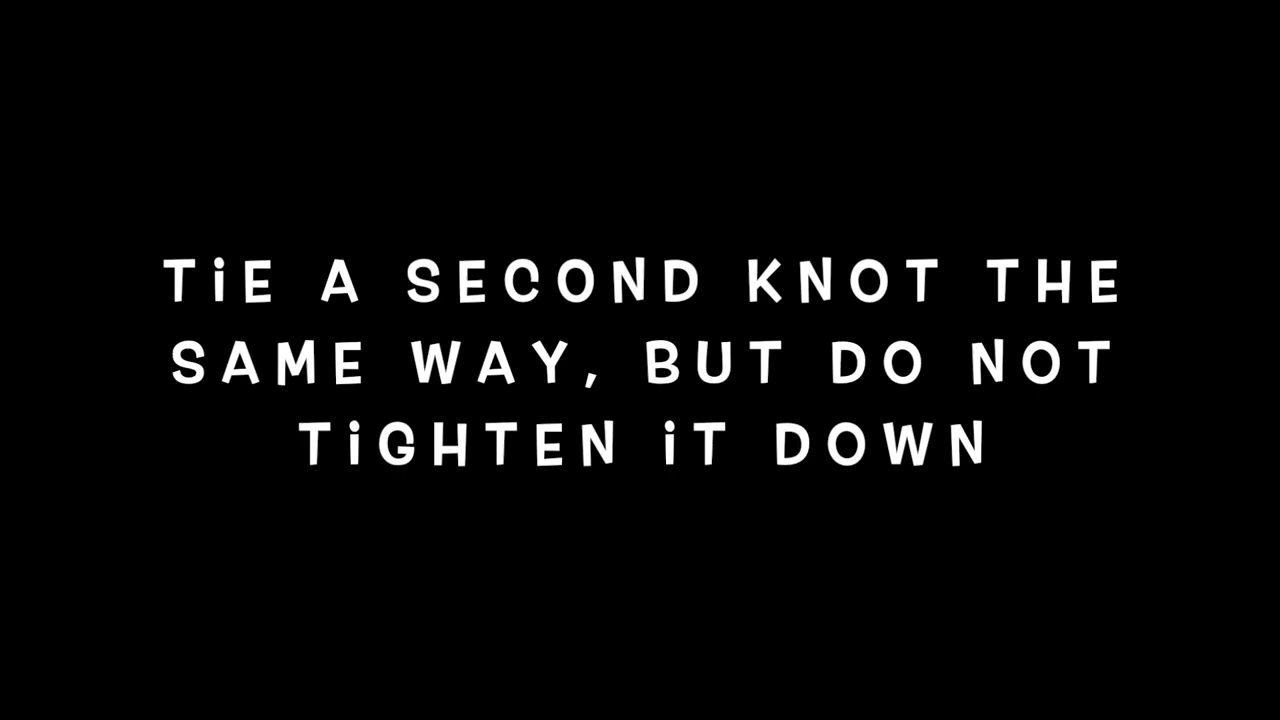 TiE A SECOND KNOT THE
SAME WAY, BUT DO NOT
TiGHTEN iT DOWN